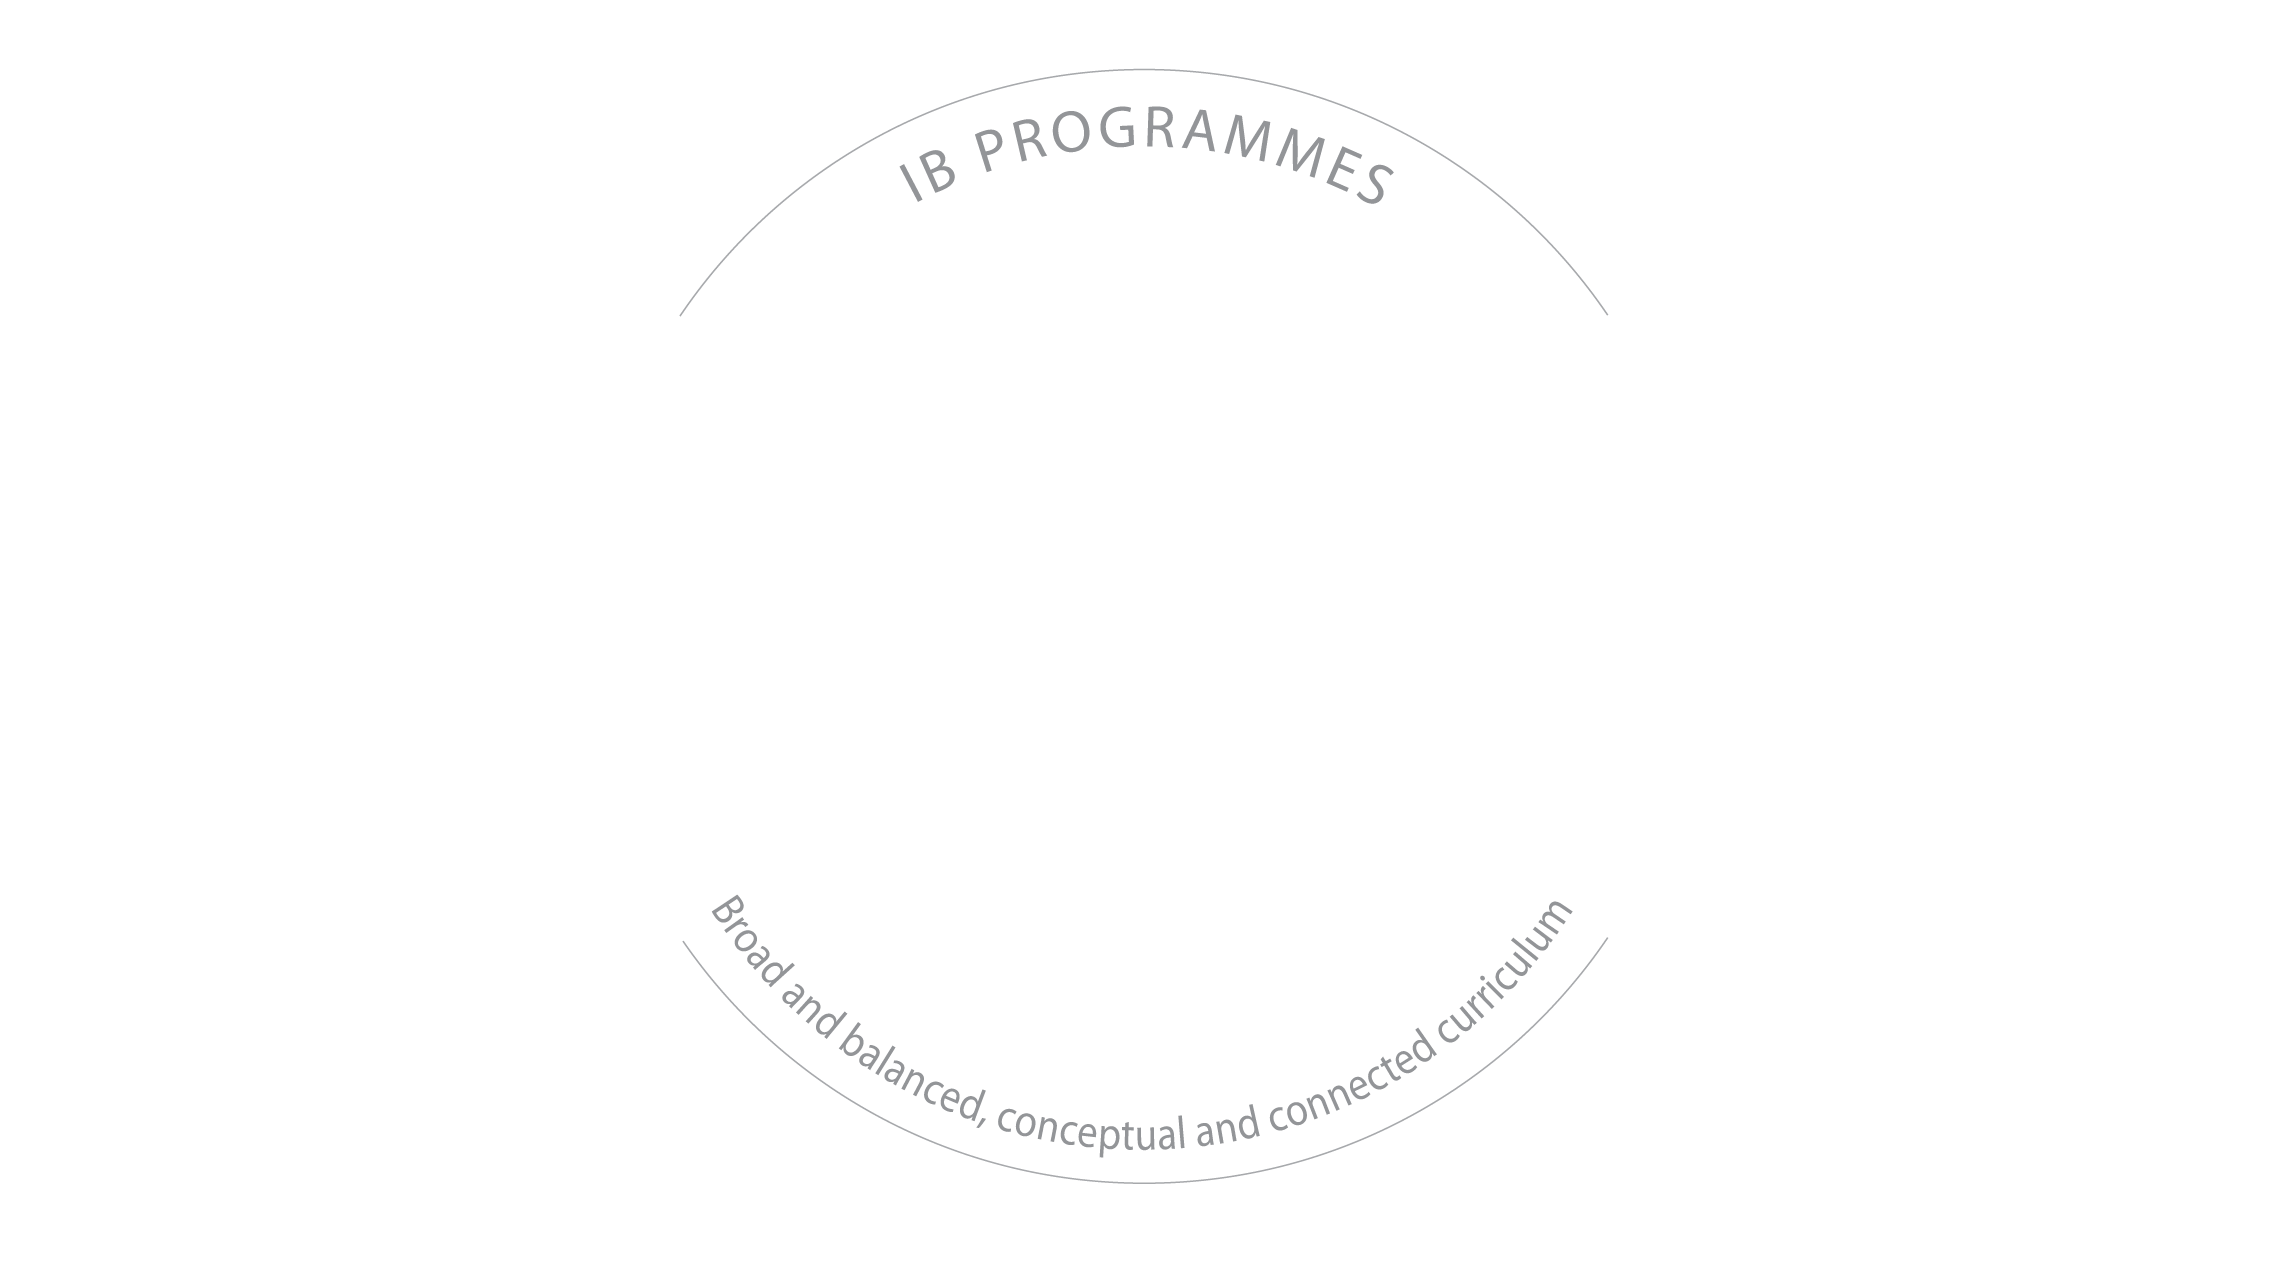 IB PROGRAMMES
Broad and balanced, conceptual and connected curriculum